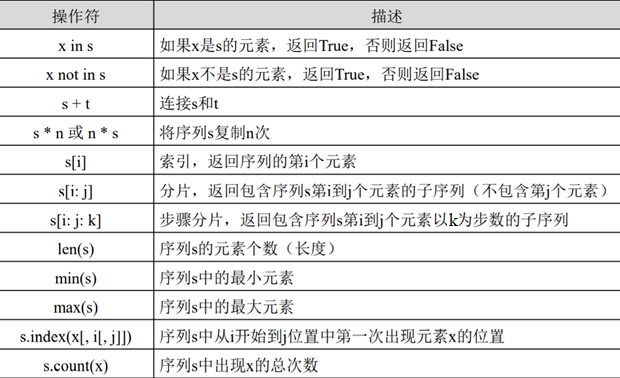 操作符 描述
x in s 如果x是s的元素，返回True，否则返回False
x not in s 如果x不是s的元素，返回True，否则返回False
s + t 连接s和t
s * n 或 n * s 将序列s复制n次
s[i] 索引，返回序列的第i个元素
s[i: j] 分片，返回包含序列s第i到j个元素的子序列（不包含第j个元素）
s[i: j: k] 步骤分片，返回包含序列s第i到j个元素以k为步数的子序列
len(s) 序列s的元素个数（长度）
min(s) 序列s中的最小元素
max(s) 序列s中的最大元素
s.index(x[, i[, j]]) 序列s中从i开始到j位置中第一次出现元素x的位置
s.count(x) 序列s中出现x的总次数